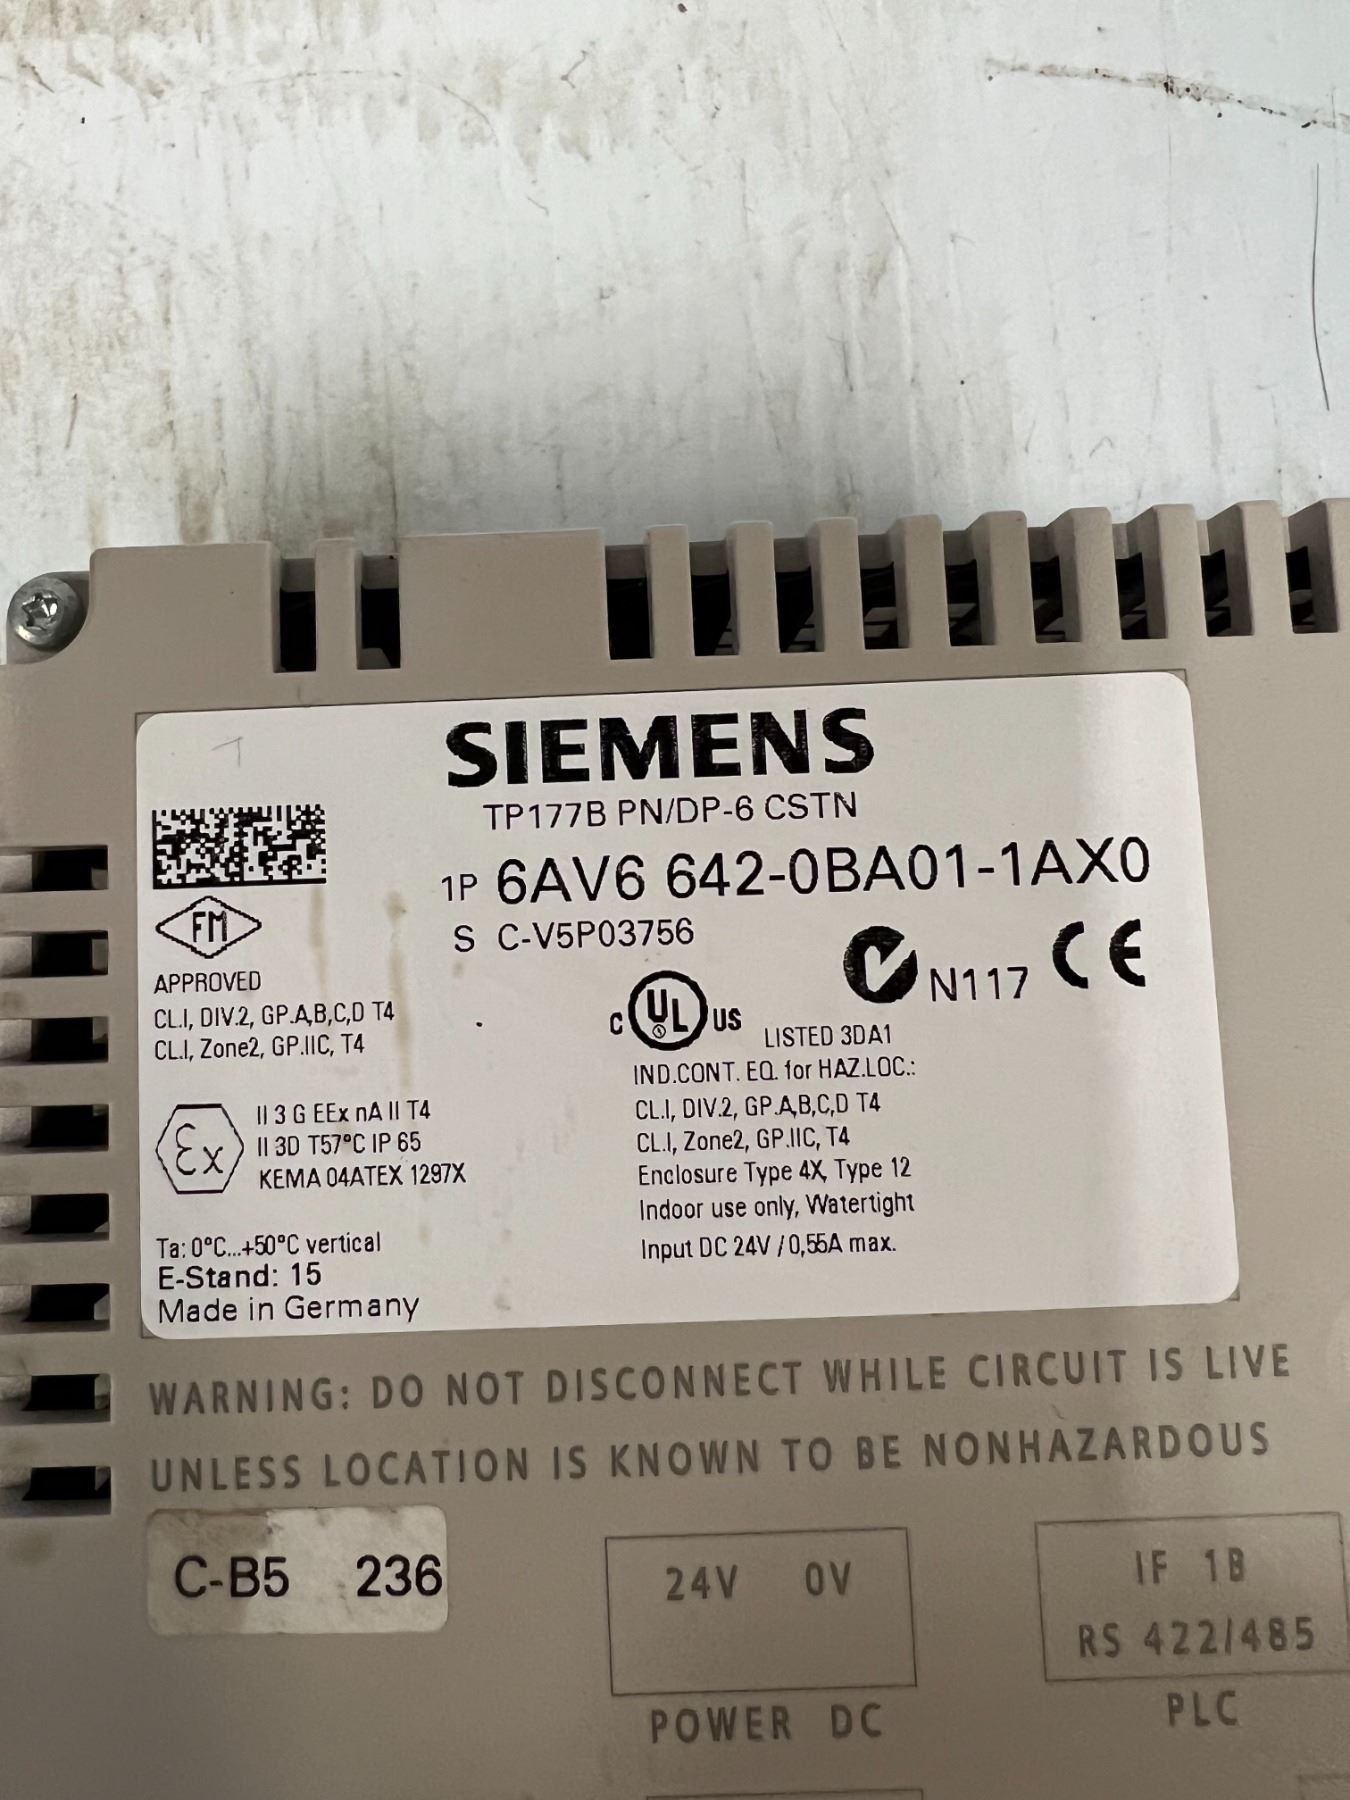 SIEMENS
TP177B PN/DP-6 CSTN
1P 6AV6 642-0BA01-1AX0
S C-V5P03756
FM
APPROVED
CL.I, DIV.2, GP.A,B,C,D T4
CL.I, Zone2, GP.IIC, T4
N117 CE
C UL US
LISTED 3DA1
IND.CONT. EQ. for HAZ.LOC.:
CL.I, DIV.2, GP.A,B,C,D T4
CL.I, Zone2, GP.IIC, T4
Enclosure Type 4X, Type 12
Indoor use only, Watertight
Input DC 24V / 0,55A max.
Ex
II 3 G EEx nA II T4
II 3D T57°C IP 65
KEMA 04ATEX 1297X
Ta: 0°C...+50°C vertical
E-Stand: 15
Made in Germany
WARNING: DO NOT DISCONNECT WHILE CIRCUIT IS LIVE
UNLESS LOCATION IS KNOWN TO BE NONHAZARDOUS
C-B5 236
24V 0V
POWER DC
IF 1B
RS 422/485
PLC